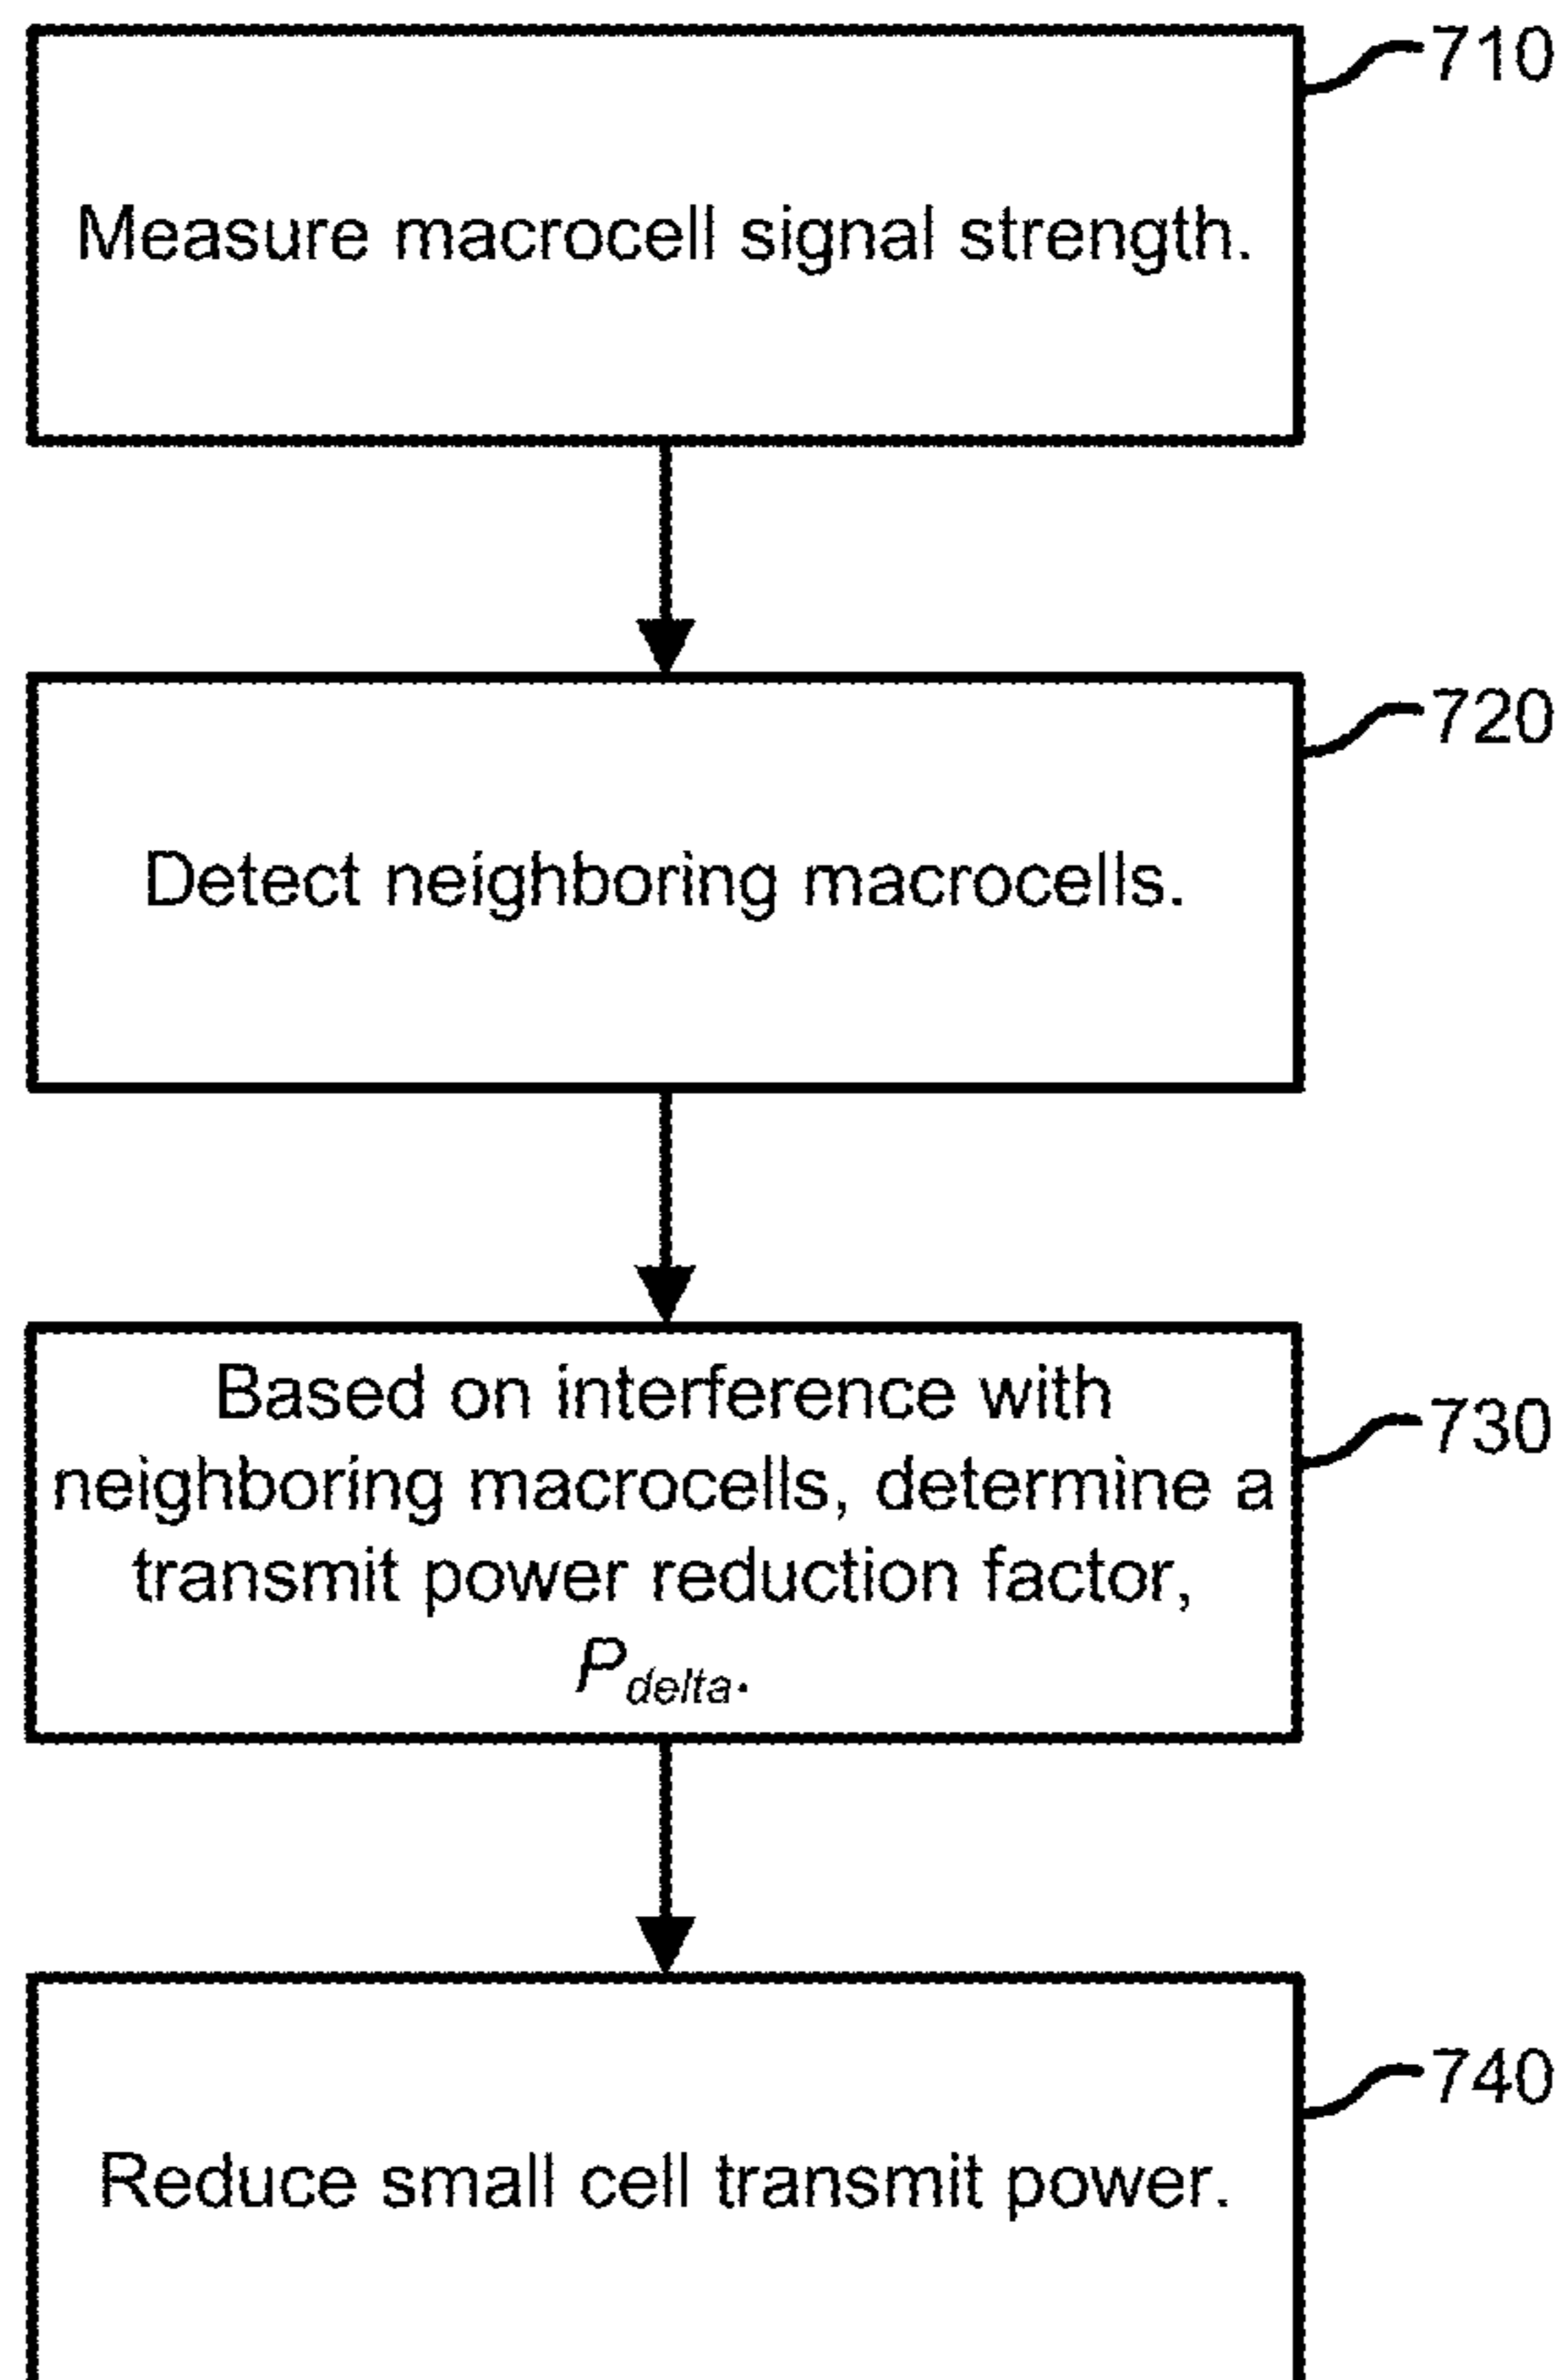 710
Measure macrocell signal strength.
720
Detect neighboring macrocells.
Based on interference with
730
neighboring macrocells, determine a
transmit power reduction factor,
P_delta.
740
Reduce small cell transmit power.